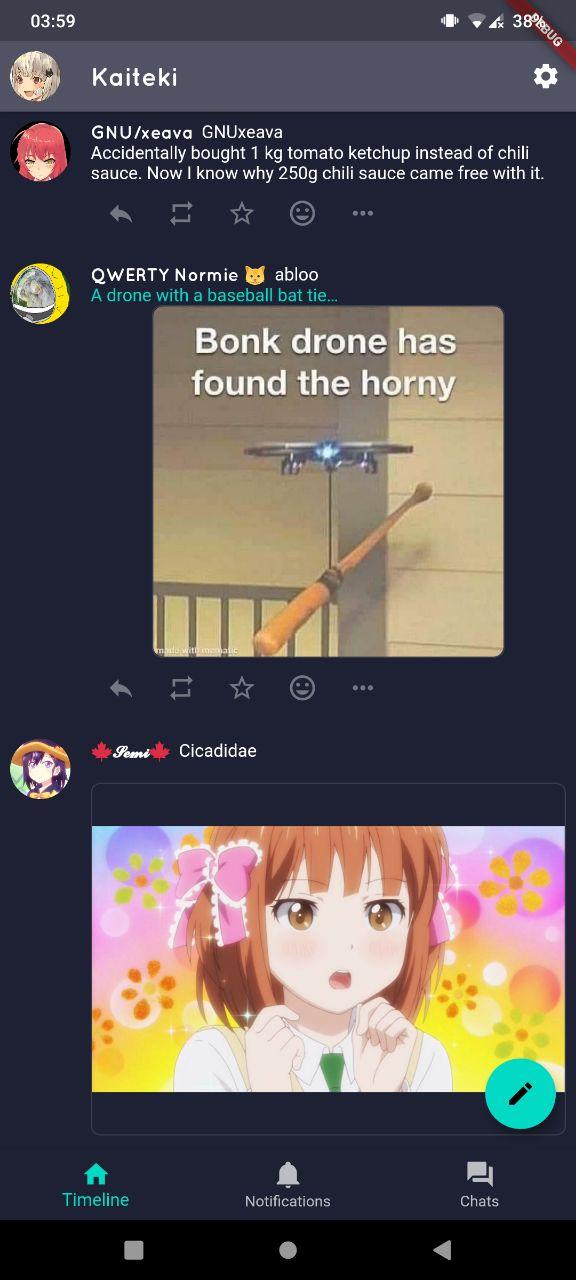 03:59
38%
DEBUG
Kaiteki
GNU/xeava GNUxeava
Accidentally bought 1 kg tomato ketchup instead of chili
sauce. Now I know why 250g chili sauce came free with it.
QWERTY Normie 🐱 abloo
A drone with a baseball bat tie…
Bonk drone has
found the horny
made with mematic
🍁𝓢𝓮𝓶𝓲🍁 Cicadidae
Timeline
Notifications
Chats